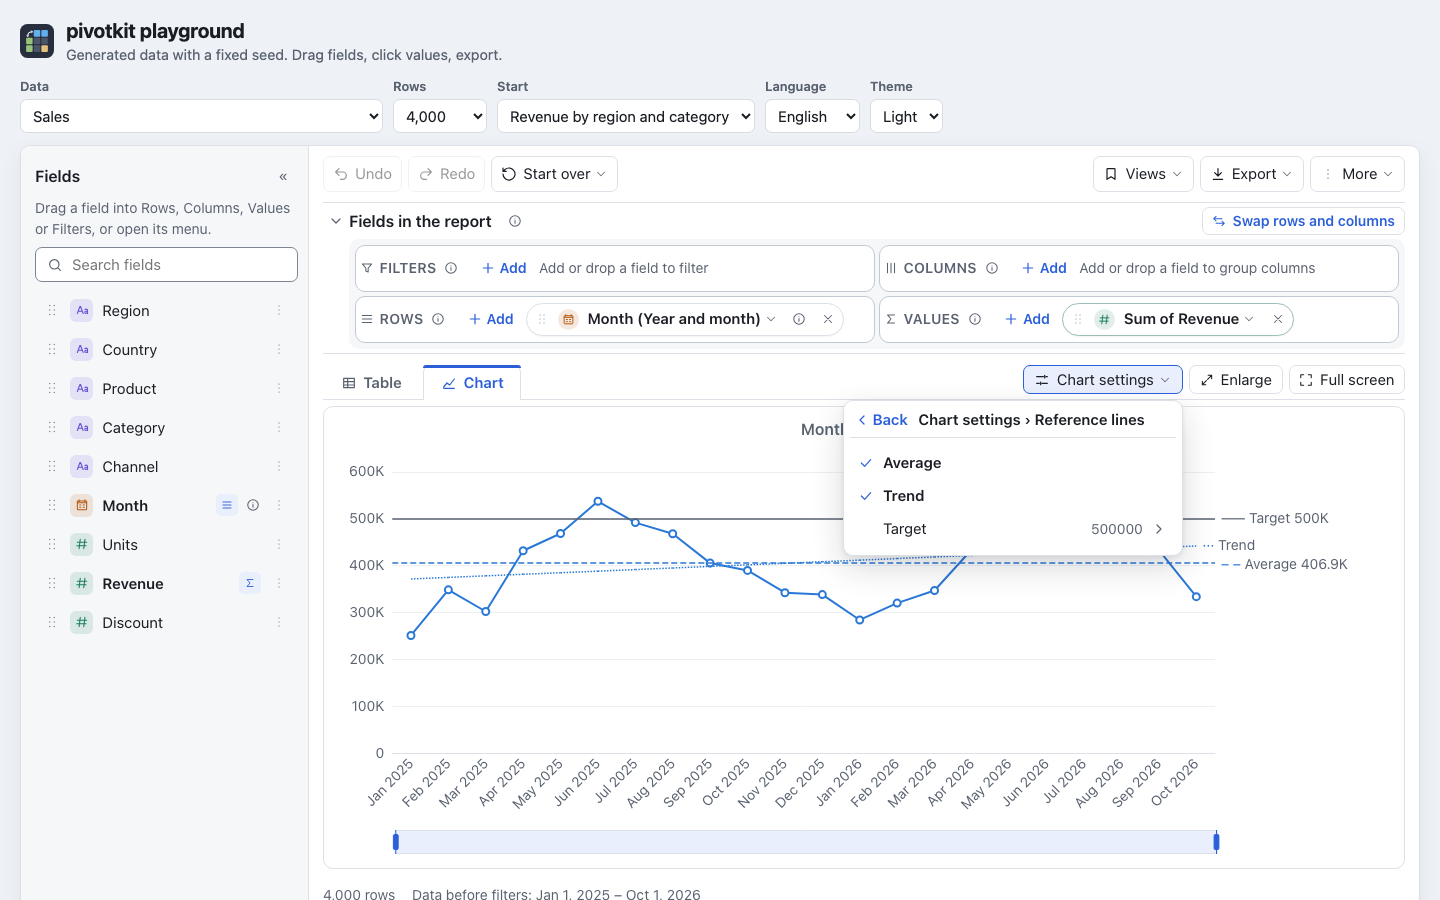 pivotkit playground
Generated data with a fixed seed. Drag fields, click values, export.
Data
Rows
Start
Language
Theme
Sales
4,000
Revenue by region and category
English
Light
Fields
«
Drag a field into Rows, Columns, Values
or Filters, or open its menu.
Search fields
Aa Region
Aa Country
Aa Product
Aa Category
Aa Channel
Month
# Units
# Revenue Σ
# Discount
Undo
Redo
Start over
Views
Export
More
Fields in the report
Swap rows and columns
FILTERS
+ Add
Add or drop a field to filter
COLUMNS
+ Add
Add or drop a field to group columns
ROWS
+ Add
Month (Year and month)
Σ VALUES
+ Add
# Sum of Revenue
Table
Chart
Chart settings
Enlarge
Full screen
Back
Chart settings › Reference lines
Average
Trend
Target
500000
600K
500K
400K
300K
200K
100K
0
Target 500K
Trend
Average 406.9K
Jan 2025
Feb 2025
Mar 2025
Apr 2025
May 2025
Jun 2025
Jul 2025
Aug 2025
Sep 2025
Oct 2025
Nov 2025
Dec 2025
Jan 2026
Feb 2026
Mar 2026
Apr 2026
May 2026
Jun 2026
Jul 2026
Aug 2026
Sep 2026
Oct 2026
4,000 rows
Data before filters: Jan 1, 2025 – Oct 1, 2026